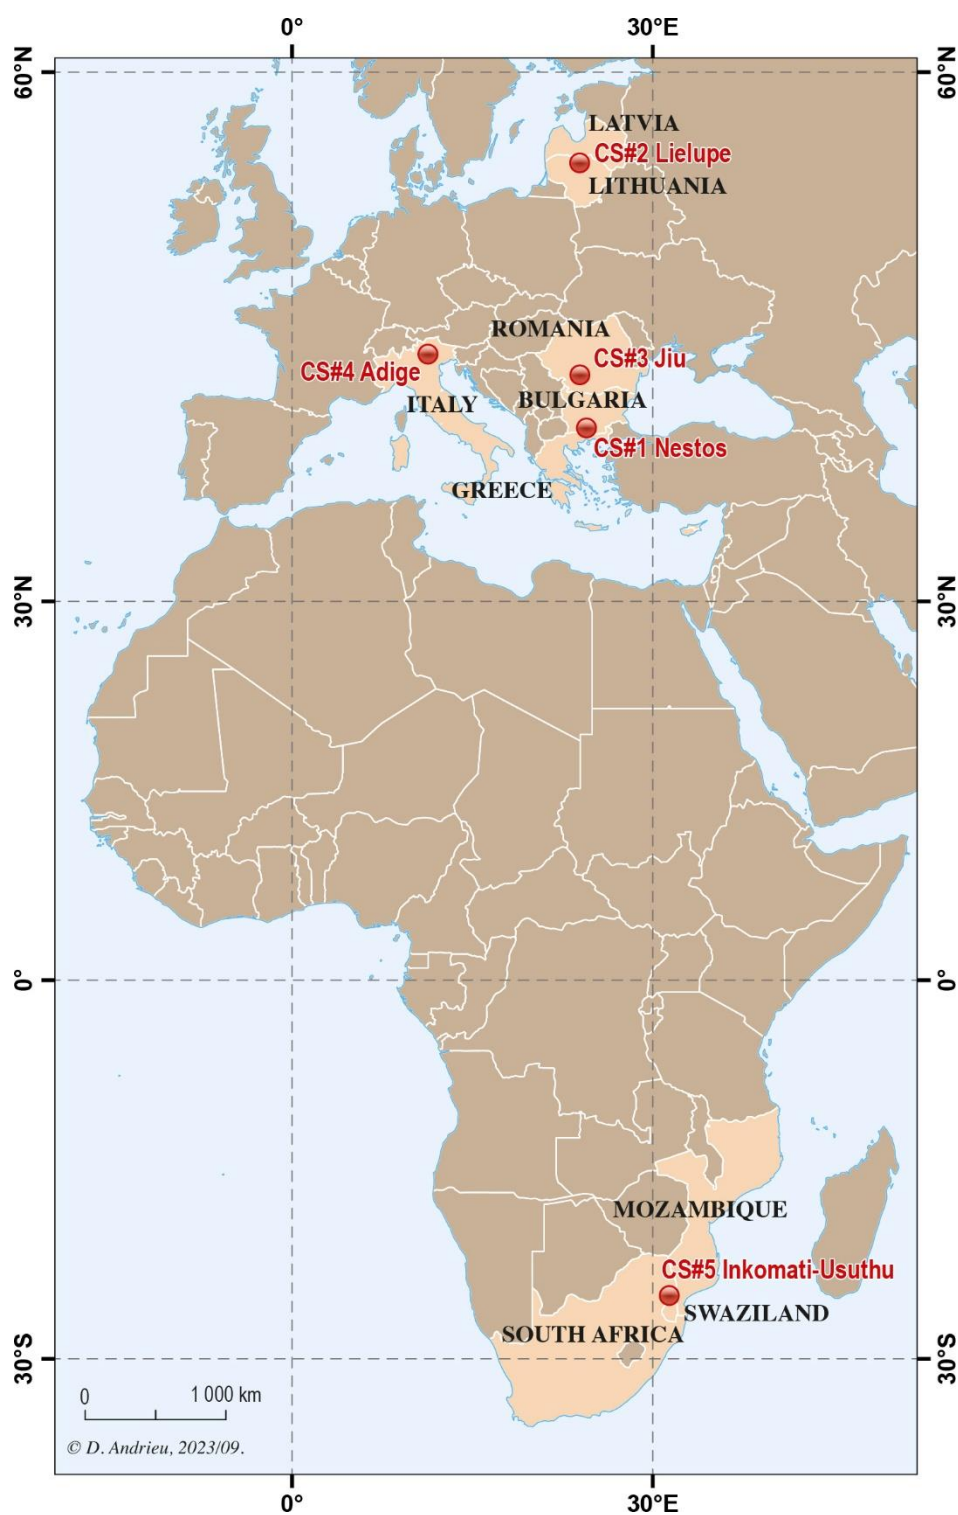 0°
30°E
60°N
60°N
LATVIA
CS#2 Lielupe
LITHUANIA
ROMANIA
CS#3 Jiu
CS#4 Adige
BULGARIA
ITALY
CS#1 Nestos
GREECE
30°N
30°N
0°
0°
MOZAMBIQUE
CS#5 Inkomati-Usuthu
SWAZILAND
SOUTH AFRICA
30°S
30°S
0
1 000 km
© D. Andrieu, 2023/09.
0°
30°E